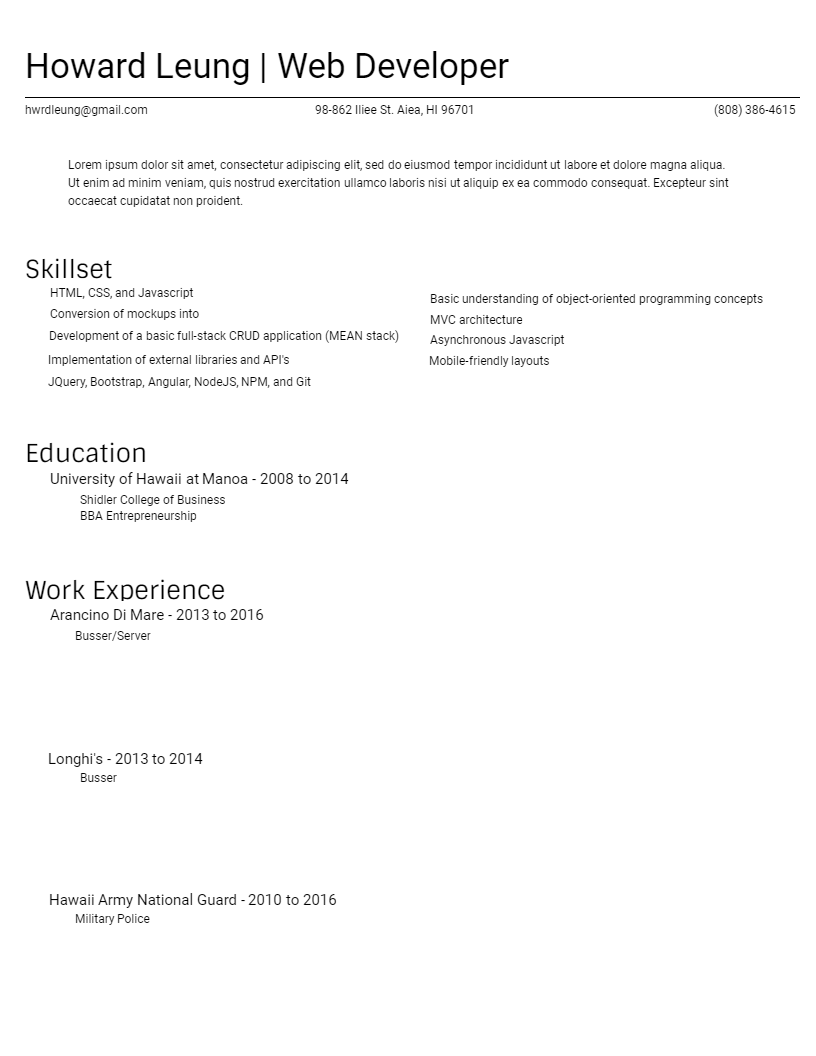 Howard Leung | Web Developer
hwrdleung@gmail.com 98-862 Iliee St. Aiea, HI 96701 (808) 386-4615
Lorem ipsum dolor sit amet, consectetur adipiscing elit, sed do eiusmod tempor incididunt ut labore et dolore magna aliqua.
Ut enim ad minim veniam, quis nostrud exercitation ullamco laboris nisi ut aliquip ex ea commodo consequat. Excepteur sint
occaecat cupidatat non proident.
Skillset
HTML, CSS, and Javascript
Conversion of mockups into
Development of a basic full-stack CRUD application (MEAN stack)
Implementation of external libraries and API's
JQuery, Bootstrap, Angular, NodeJS, NPM, and Git
Basic understanding of object-oriented programming concepts
MVC architecture
Asynchronous Javascript
Mobile-friendly layouts
Education
University of Hawaii at Manoa - 2008 to 2014
Shidler College of Business
BBA Entrepreneurship
Work Experience
Arancino Di Mare - 2013 to 2016
Busser/Server
Longhi's - 2013 to 2014
Busser
Hawaii Army National Guard - 2010 to 2016
Military Police